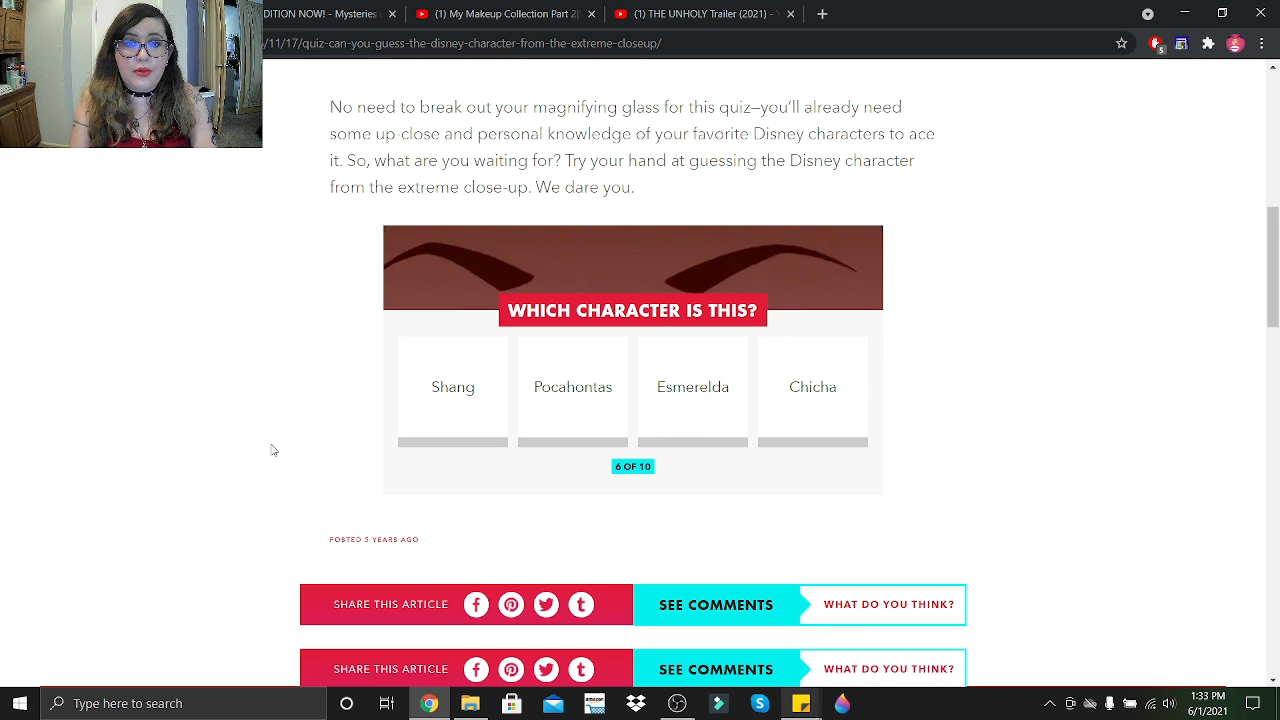 DITION NOW! - Mysteries
(1) My Makeup Collection Part 2|
(1) THE UNHOLY Trailer (2021) -
/11/17/quiz-can-you-guess-the-disney-character-from-the-extreme-closeup/
5
No need to break out your magnifying glass for this quiz—you’ll already need
some up-close and personal knowledge of your favorite Disney characters to ace
it. So, what are you waiting for? Try your hand at guessing the Disney character
from the extreme close-up. We dare you.
WHICH CHARACTER IS THIS?
Shang Pocahontas Esmerelda Chicha
6 OF 10
POSTED 5 YEARS AGO
SHARE THIS ARTICLE SEE COMMENTS WHAT DO YOU THINK?
SHARE THIS ARTICLE SEE COMMENTS WHAT DO YOU THINK?
Type here to search
amazon
1:33 PM
6/1/2021